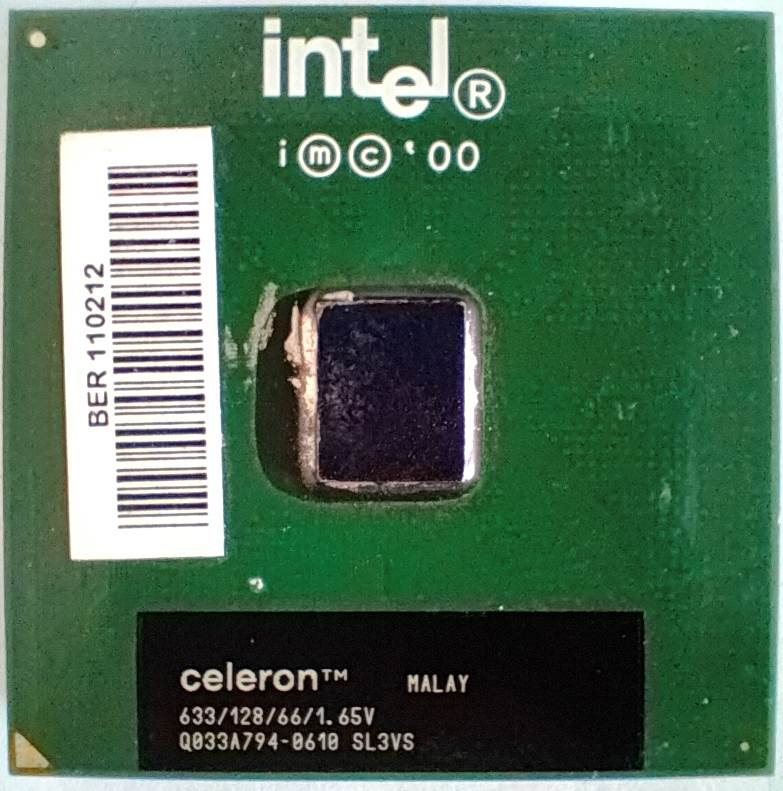 intel®
i ⓜ © '00
BER 110212
celeron™ MALAY
633/128/66/1.65V
Q033A794-0610 SL3VS